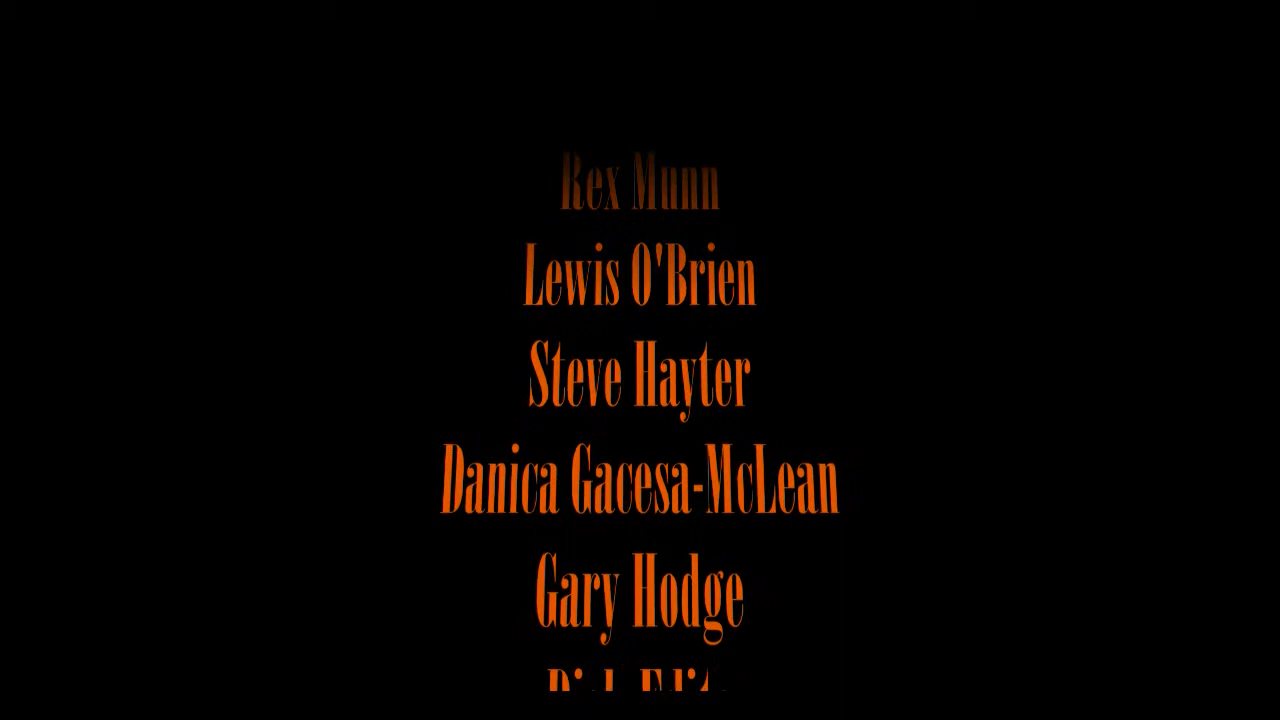 Rex Munn
Lewis O'Brien
Steve Hayter
Danica Gacesa-McLean
Gary Hodge